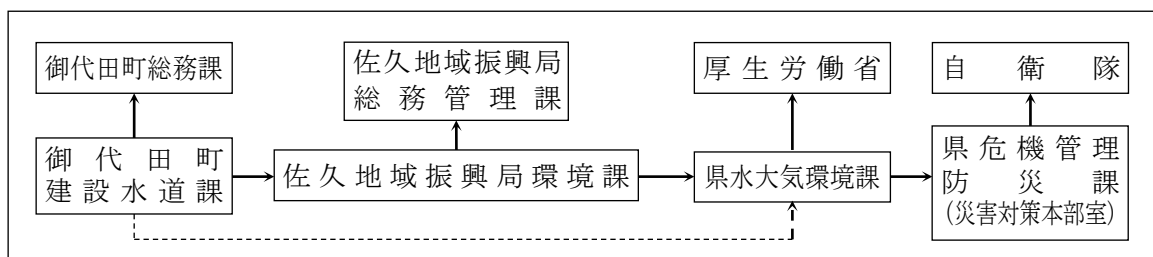 御代田町総務課
佐久地域振興局
総務管理課
厚生労働省
自衛隊
御代田町
建設水道課
佐久地域振興局環境課
県水大気環境課
県危機管理
防災課
(災害対策本部室)